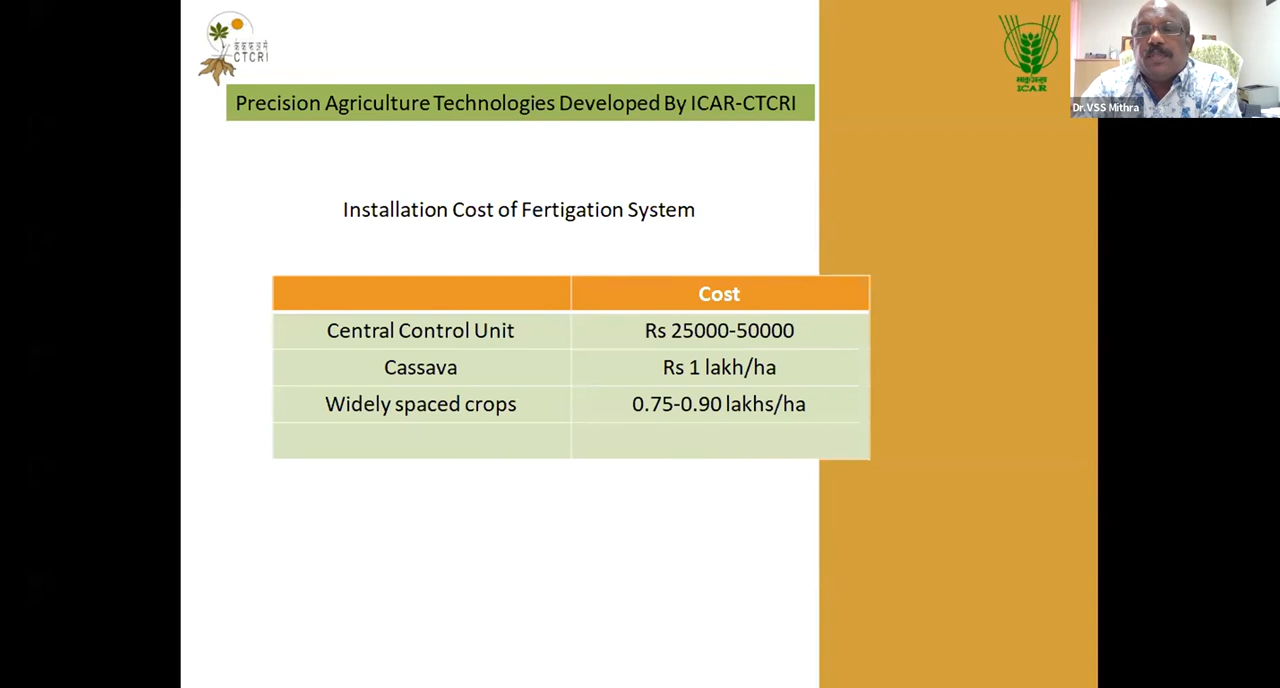 CTCRI
ICAR
Dr.VSS Mithra
Precision Agriculture Technologies Developed By ICAR-CTCRI
Installation Cost of Fertigation System
Cost
Central Control Unit Rs 25000-50000
Cassava Rs 1 lakh/ha
Widely spaced crops 0.75-0.90 lakhs/ha